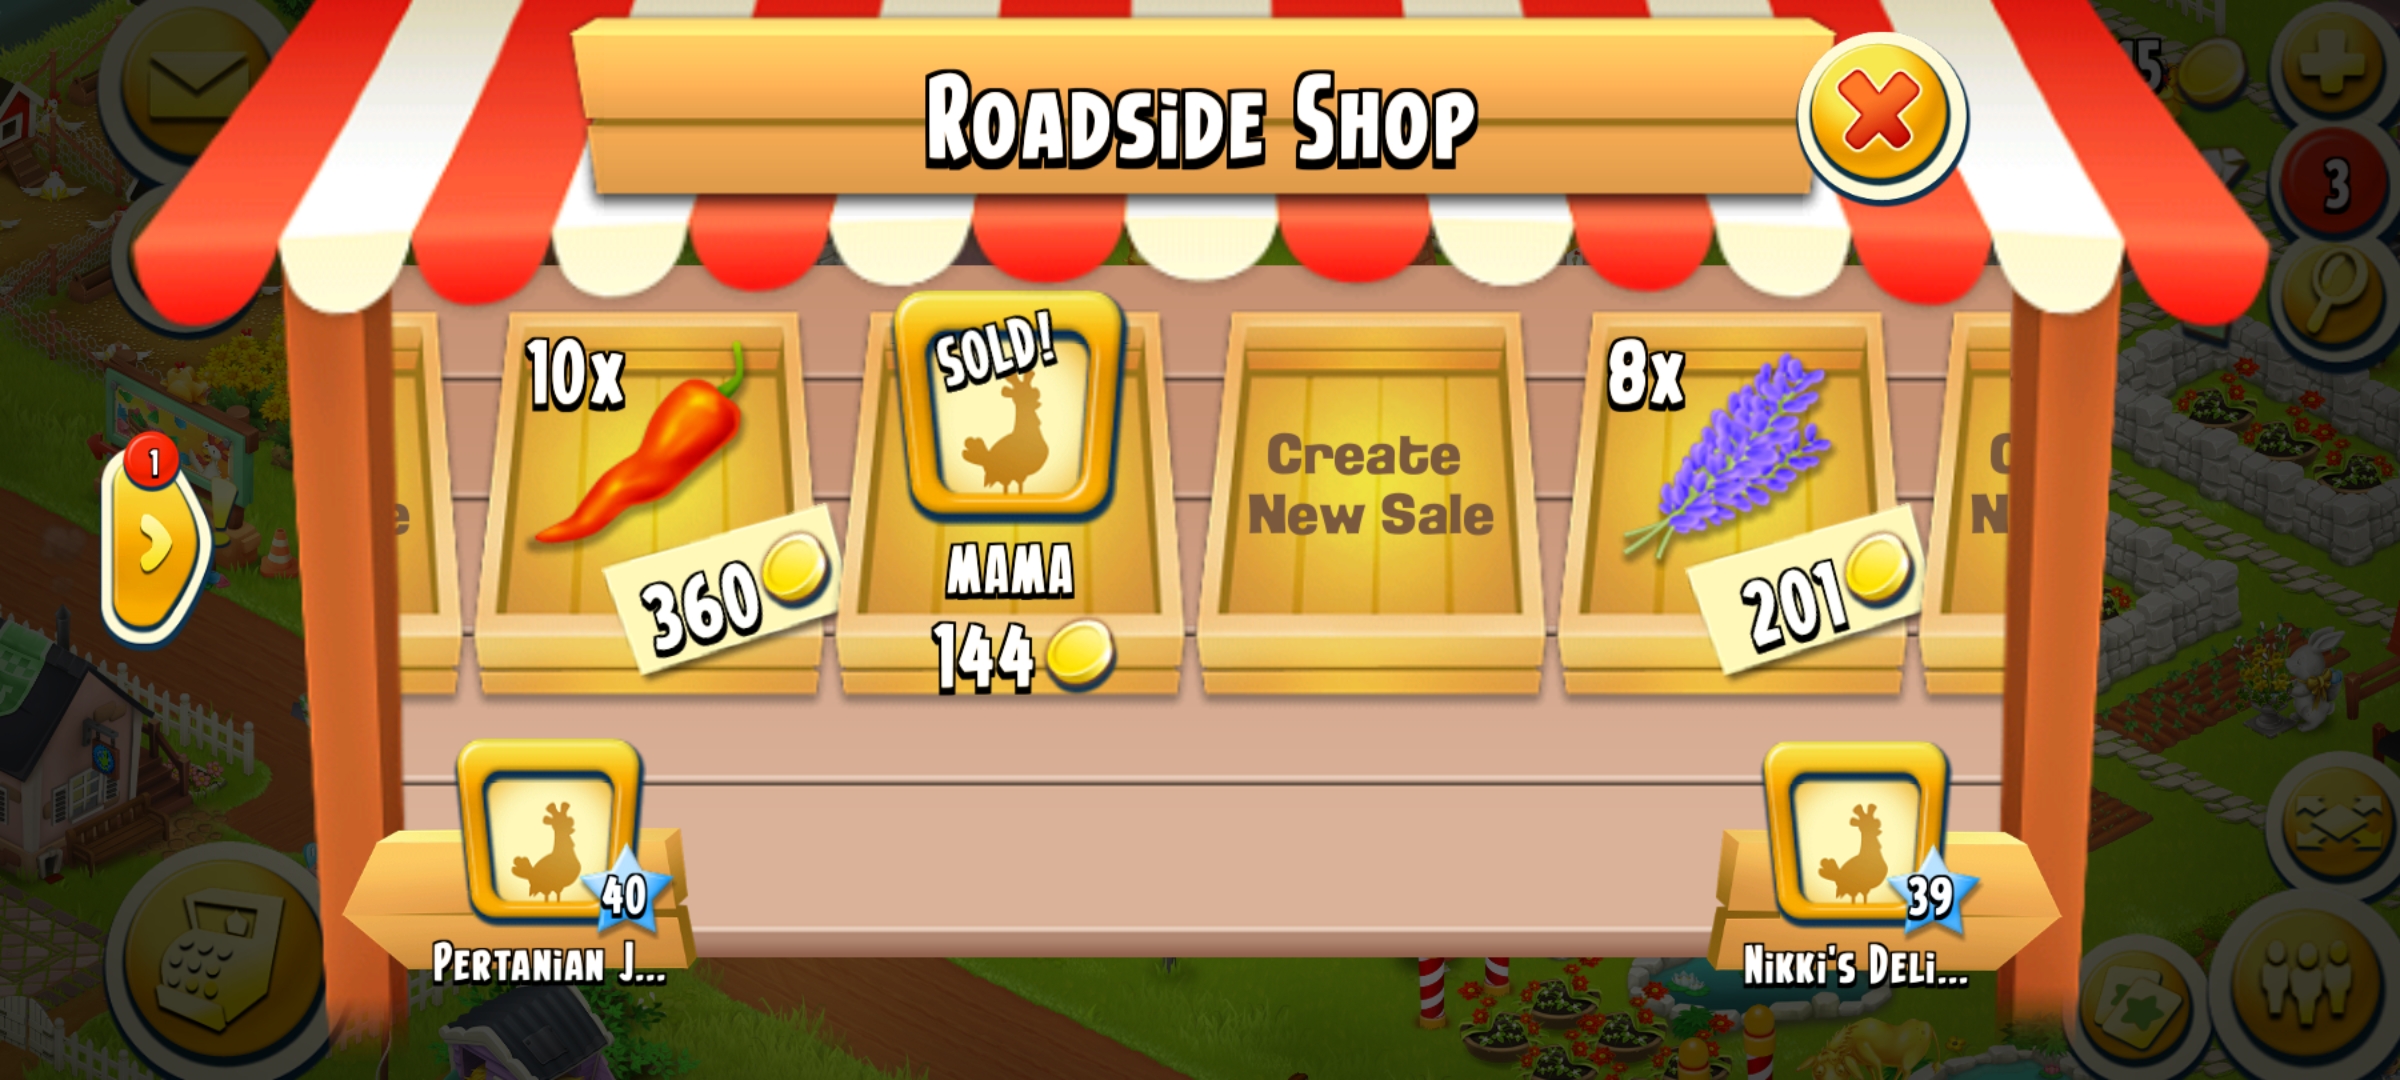 Roadside Shop
15
3
1
10x
360
SOLD!
MAMA
144
Create
New Sale
8x
201
40
Pertanian J...
39
Nikki's Deli...